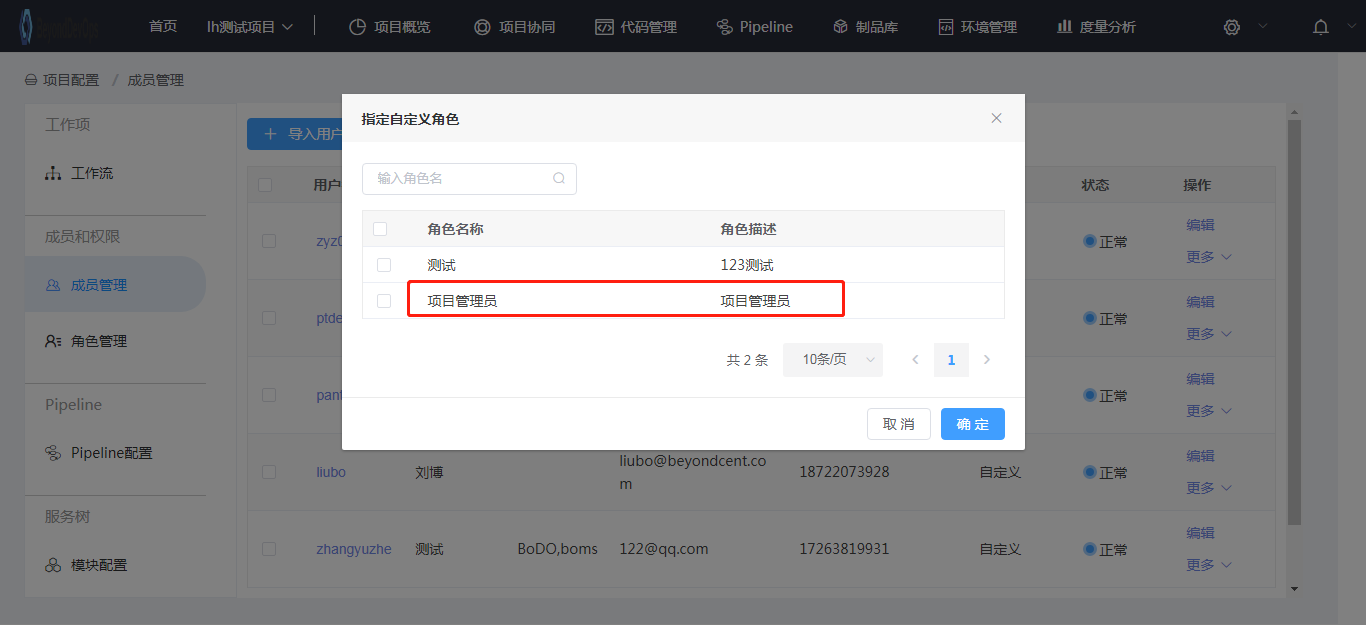 首页 lh测试项目 项目概览 项目协同 代码管理 Pipeline 制品库 环境管理 度量分析
项目配置 / 成员管理
工作项
工作流
成员和权限
成员管理
角色管理
Pipeline
Pipeline配置
服务树
模块配置
导入用户
指定自定义角色
输入角色名
角色名称 角色描述
测试 123测试
项目管理员 项目管理员
共 2 条 10条/页 1
取 消 确 定
用户 状态 操作
正常 编辑
更多
正常 编辑
更多
正常 编辑
更多
liubo 刘博 liubo@beyondcent.co
m 18722073928 自定义 正常 编辑
更多
zhangyuzhe 测试 BoDO,boms 122@qq.com 17263819931 自定义 正常 编辑
更多